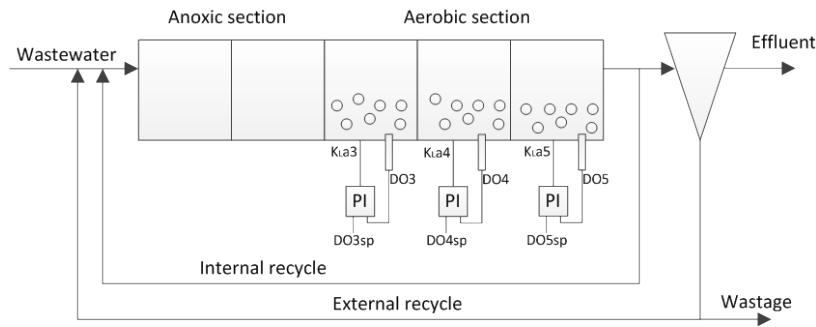 Anoxic section
Aerobic section
Wastewater
Effluent
KLa3
KLa4
KLa5
DO3
DO4
DO5
PI
PI
PI
DO3sp
DO4sp
DO5sp
Internal recycle
External recycle
Wastage